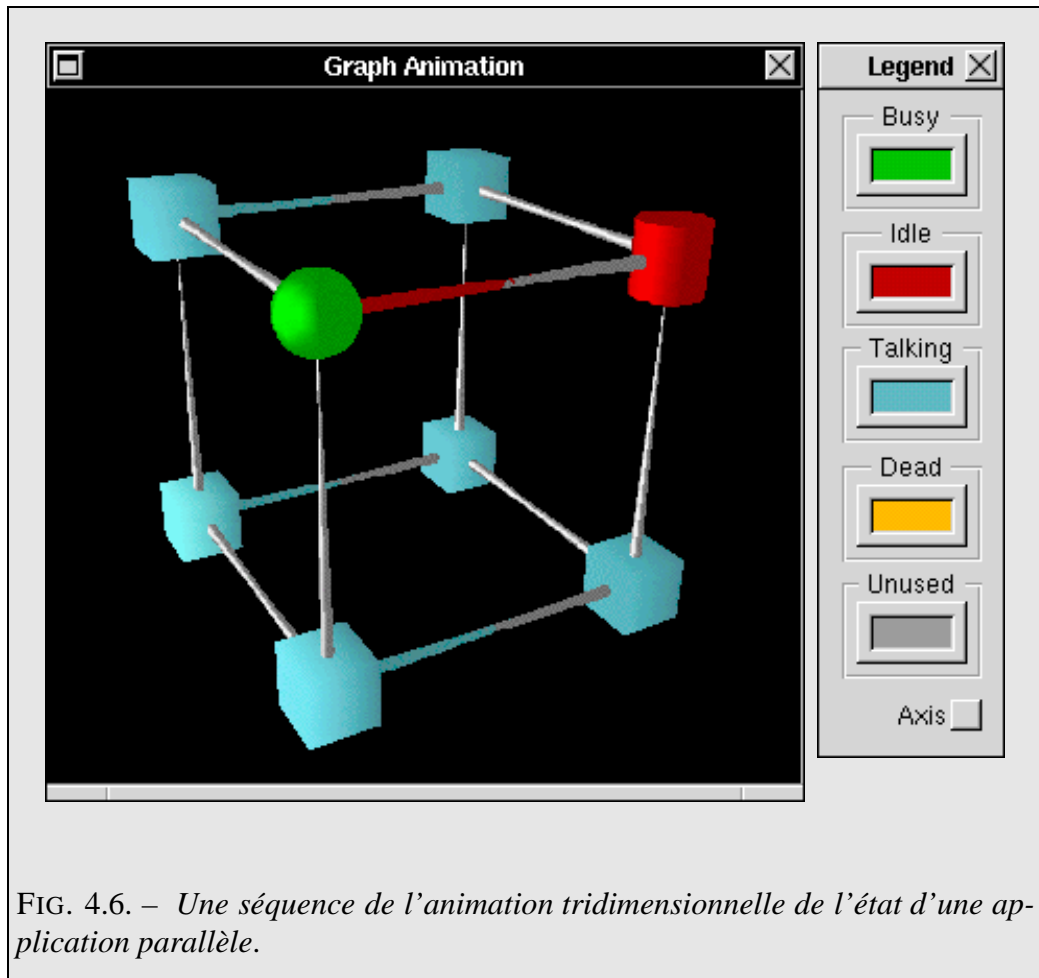 Graph Animation
Legend
Busy
Idle
Talking
Dead
Unused
Axis
FIG. 4.6. – Une séquence de l'animation tridimensionnelle de l'état d'une ap-
plication parallèle.